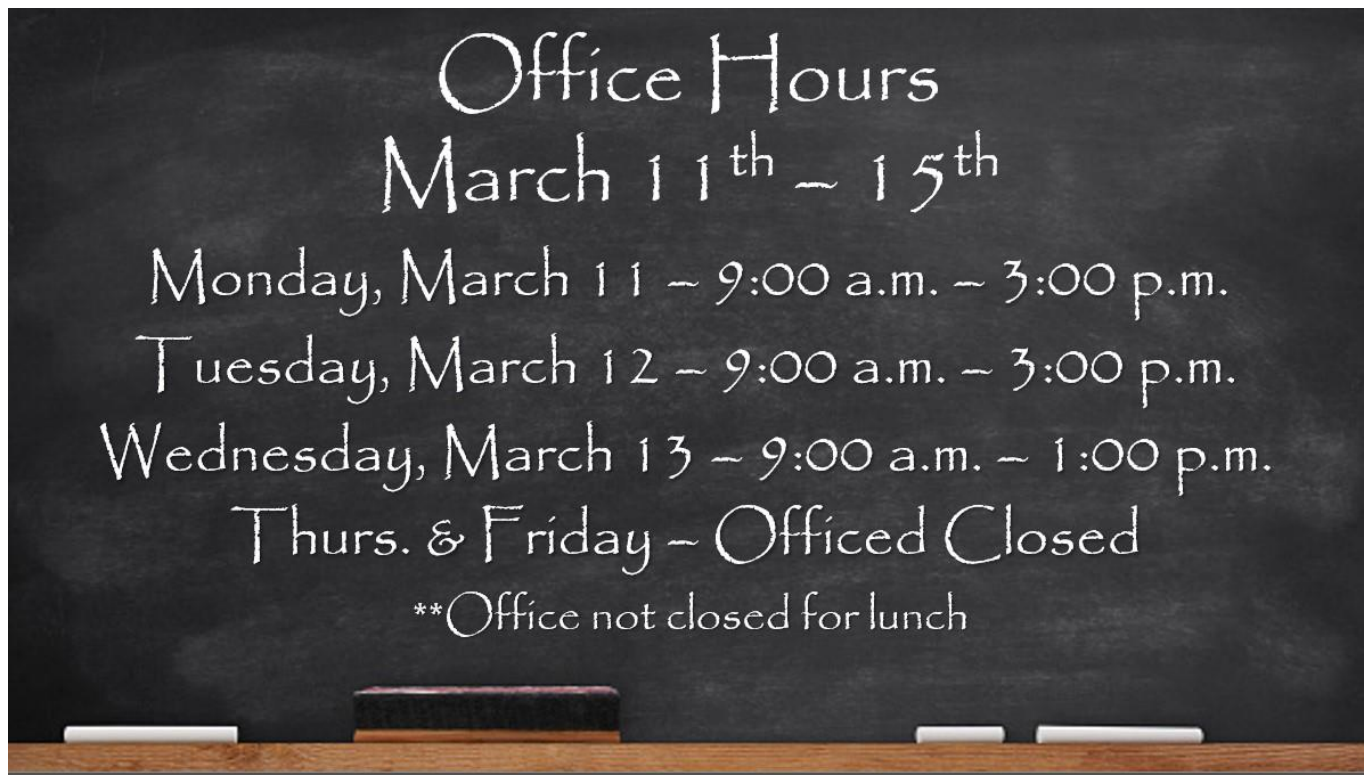 Office Hours
March 11th – 15th
Monday, March 11 – 9:00 a.m. – 3:00 p.m.
Tuesday, March 12 – 9:00 a.m. – 3:00 p.m.
Wednesday, March 13 – 9:00 a.m. – 1:00 p.m.
Thurs. & Friday – Officed Closed
**Office not closed for lunch